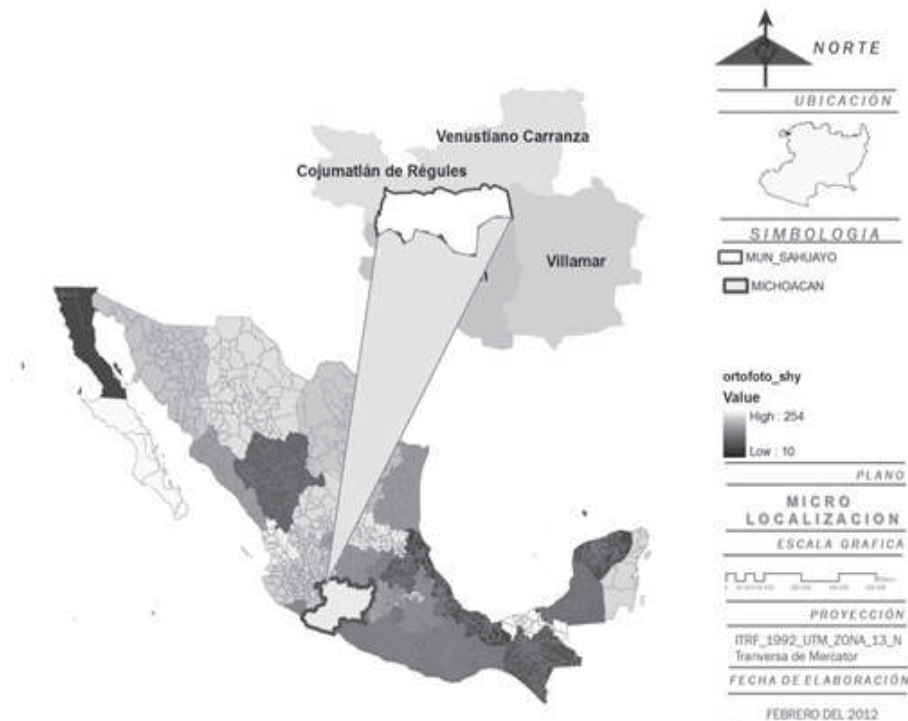 NORTE
UBICACIÓN
Venustiano Carranza
Cojumatlán de Régules
Villamar
SIMBOLOGIA
MUN_SAHUAYO
MICHOACAN
ortofoto_shy
Value
High : 254
Low : 10
PLANO
MICRO
LOCALIZACION
ESCALA GRAFICA
PROYECCIÓN
ITRF_1992_UTM_ZONA_13_N
Tranversa de Mercator
FECHA DE ELABORACIÓN
FEBRERO DEL 2012